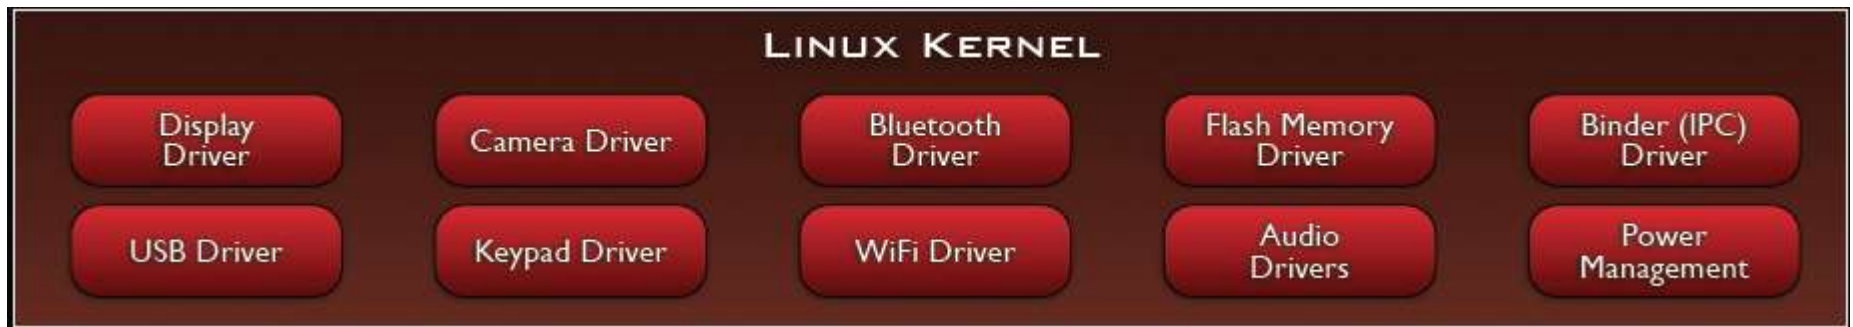 LINUX KERNEL
Display
Driver
Camera Driver
Bluetooth
Driver
Flash Memory
Driver
Binder (IPC)
Driver
USB Driver
Keypad Driver
WiFi Driver
Audio
Drivers
Power
Management